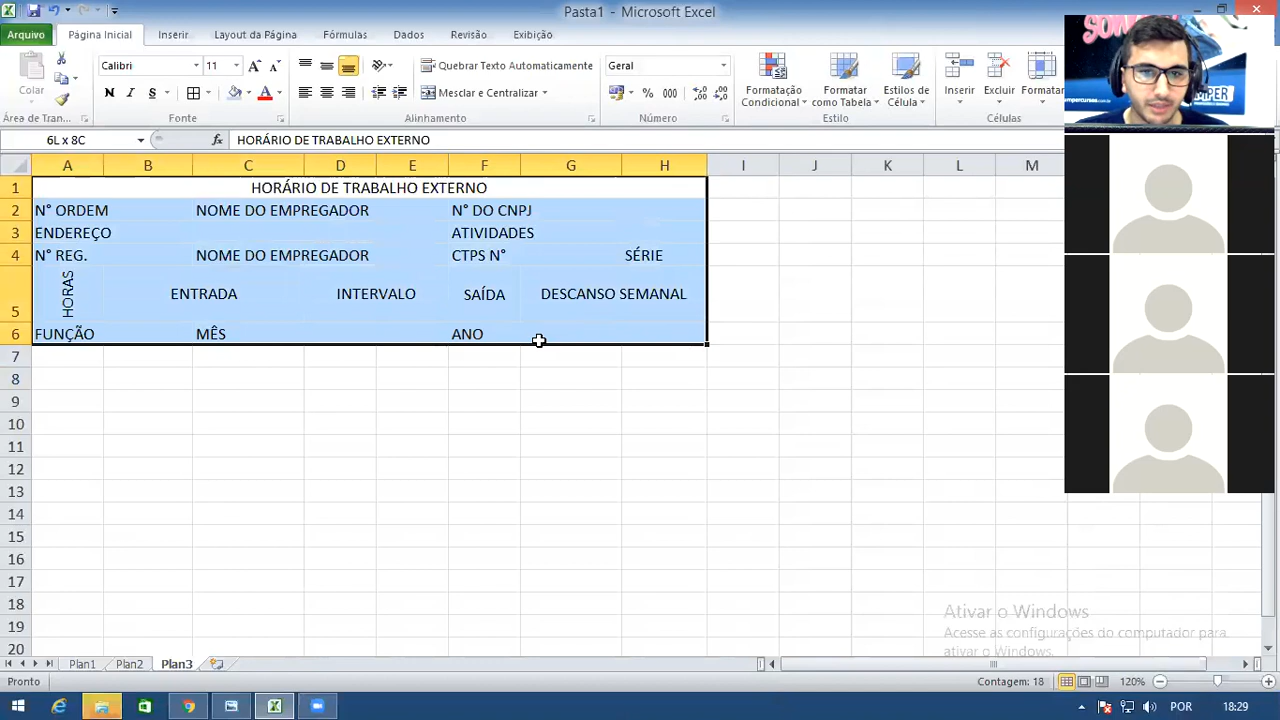 Pasta1 - Microsoft Excel
Arquivo Página Inicial Inserir Layout da Página Fórmulas Dados Revisão Exibição
Colar
Calibri 11
N I S A
Quebrar Texto Automaticamente
Mesclar e Centralizar
Geral
% 000
Formatação Condicional
Formatar como Tabela
Estilos de Célula
Inserir
Excluir
Formatar
Área de Tran...
Fonte
Alinhamento
Número
Estilo
Células
6L x 8C fx HORÁRIO DE TRABALHO EXTERNO
A B C D E F G H I J K L M
1 HORÁRIO DE TRABALHO EXTERNO
2 N° ORDEM NOME DO EMPREGADOR N° DO CNPJ
3 ENDEREÇO ATIVIDADES
4 N° REG. NOME DO EMPREGADOR CTPS N° SÉRIE
5 HORAS ENTRADA INTERVALO SAÍDA DESCANSO SEMANAL
6 FUNÇÃO MÊS ANO
7
8
9
10
11
12
13
14
15
16
17
18
19
20
Ativar o Windows
Acesse as configurações do computador para
ativar o Windows.
Plan1 Plan2 Plan3
Pronto Contagem: 18 120%
POR 18:29